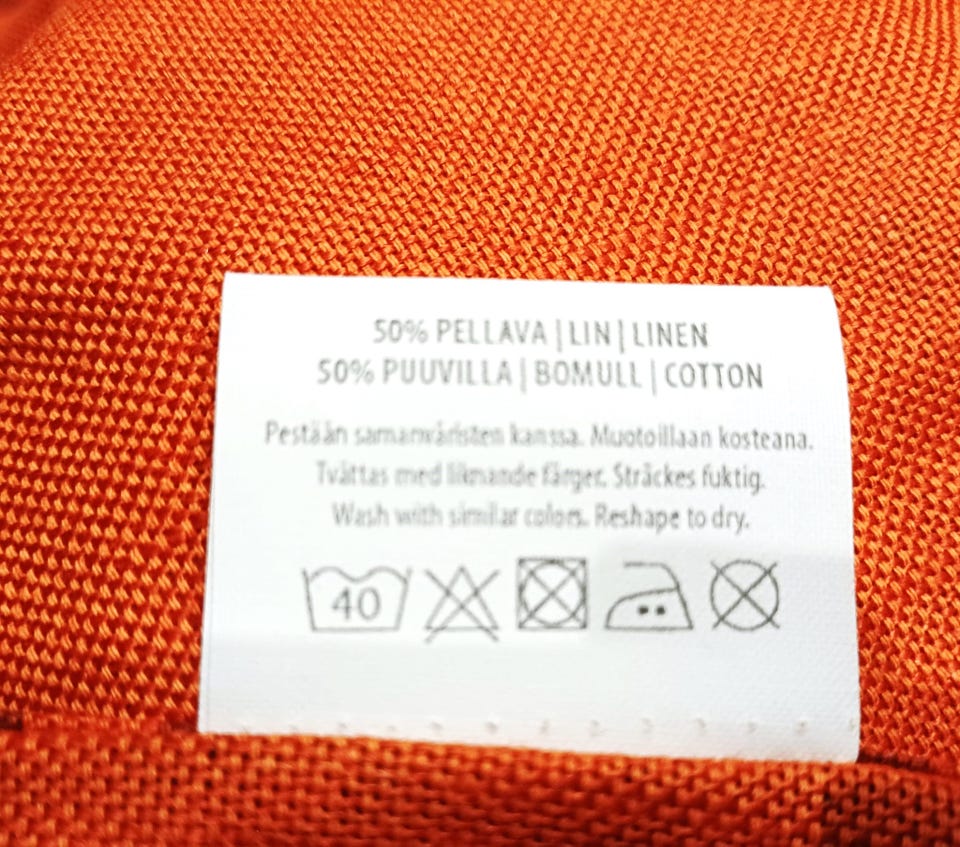 50% PELLAVA | LIN | LINEN
50% PUUVILLA | BOMULL | COTTON
Pestään samanväristen kanssa. Muotoillaan kosteana.
Tvättas med liknande färger. Sträckes fuktig.
Wash with similar colors. Reshape to dry.
40